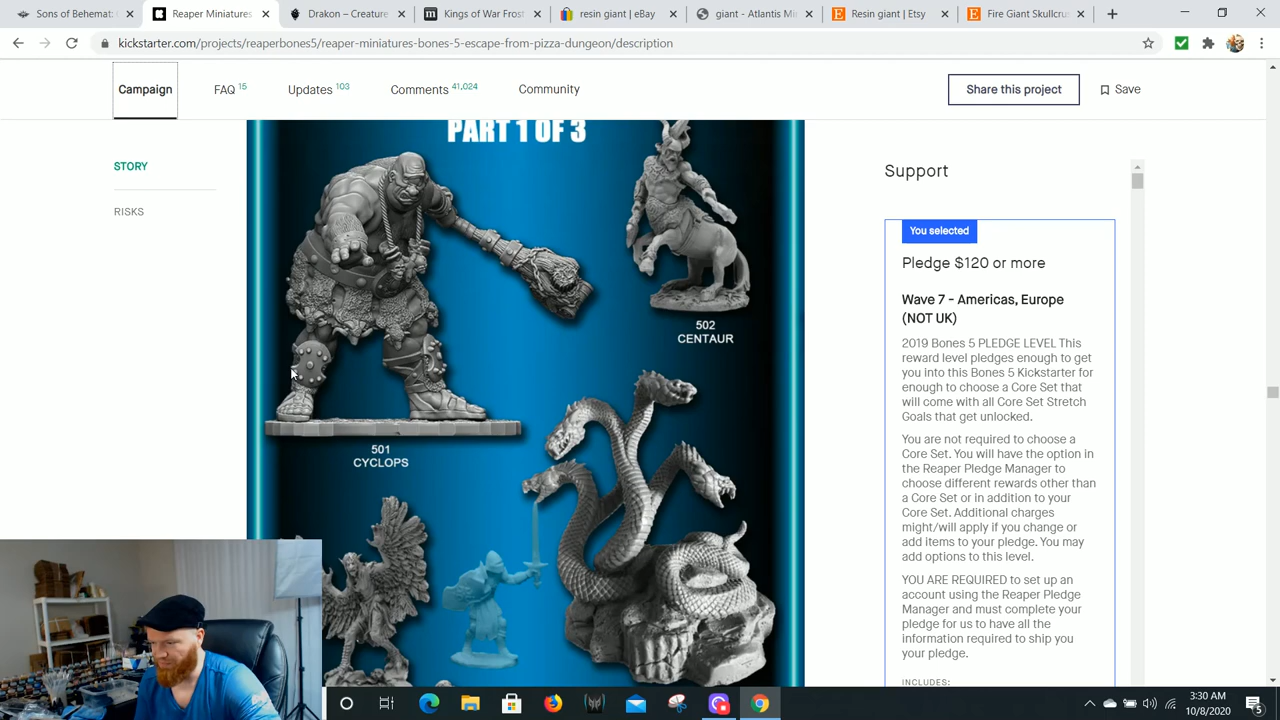 Sons of Behemat:
Reaper Miniatures
Drakon – Creature
Kings of War Frost
resin giant | eBay
giant - Atlantis Mi
Resin giant | Etsy
Fire Giant Skullcru
kickstarter.com/projects/reaperbones5/reaper-miniatures-bones-5-escape-from-pizza-dungeon/description
Campaign
FAQ 15
Updates 103
Comments 41,024
Community
Share this project
Save
STORY
RISKS
PART 1 OF 3
502
CENTAUR
501
CYCLOPS
Support
You selected
Pledge $120 or more
Wave 7 - Americas, Europe
(NOT UK)
2019 Bones 5 PLEDGE LEVEL This
reward level pledges enough to get
you into this Bones 5 Kickstarter for
enough to choose a Core Set that
will come with all Core Set Stretch
Goals that get unlocked.
You are not required to choose a
Core Set. You will have the option in
the Reaper Pledge Manager to
choose different rewards other than
a Core Set or in addition to your
Core Set. Additional charges
might/will apply if you change or
add items to your pledge. You may
add options to this level.
YOU ARE REQUIRED to set up an
account using the Reaper Pledge
Manager and must complete your
pledge for us to have all the
information required to ship you
your pledge.
INCLUDES:
3:30 AM
10/8/2020
5